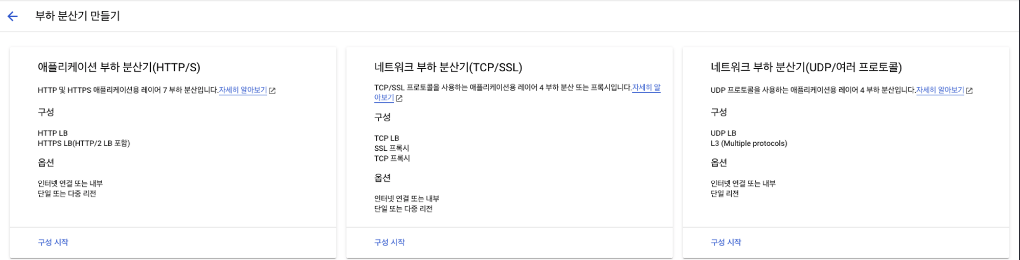 부하 분산기 만들기
애플리케이션 부하 분산기(HTTP/S)
HTTP 및 HTTPS 애플리케이션용 레이어 7 부하 분산입니다.자세히 알아보기
구성
HTTP LB
HTTPS LB(HTTP/2 LB 포함)
옵션
인터넷 연결 또는 내부
단일 또는 다중 리전
구성 시작
네트워크 부하 분산기(TCP/SSL)
TCP/SSL 프로토콜을 사용하는 애플리케이션용 레이어 4 부하 분산 또는 프록시입니다.자세히 알
아보기
구성
TCP LB
SSL 프록시
TCP 프록시
옵션
인터넷 연결 또는 내부
단일 또는 다중 리전
구성 시작
네트워크 부하 분산기(UDP/여러 프로토콜)
UDP 프로토콜을 사용하는 애플리케이션용 레이어 4 부하 분산입니다.자세히 알아보기
구성
UDP LB
L3 (Multiple protocols)
옵션
인터넷 연결 또는 내부
단일 리전
구성 시작